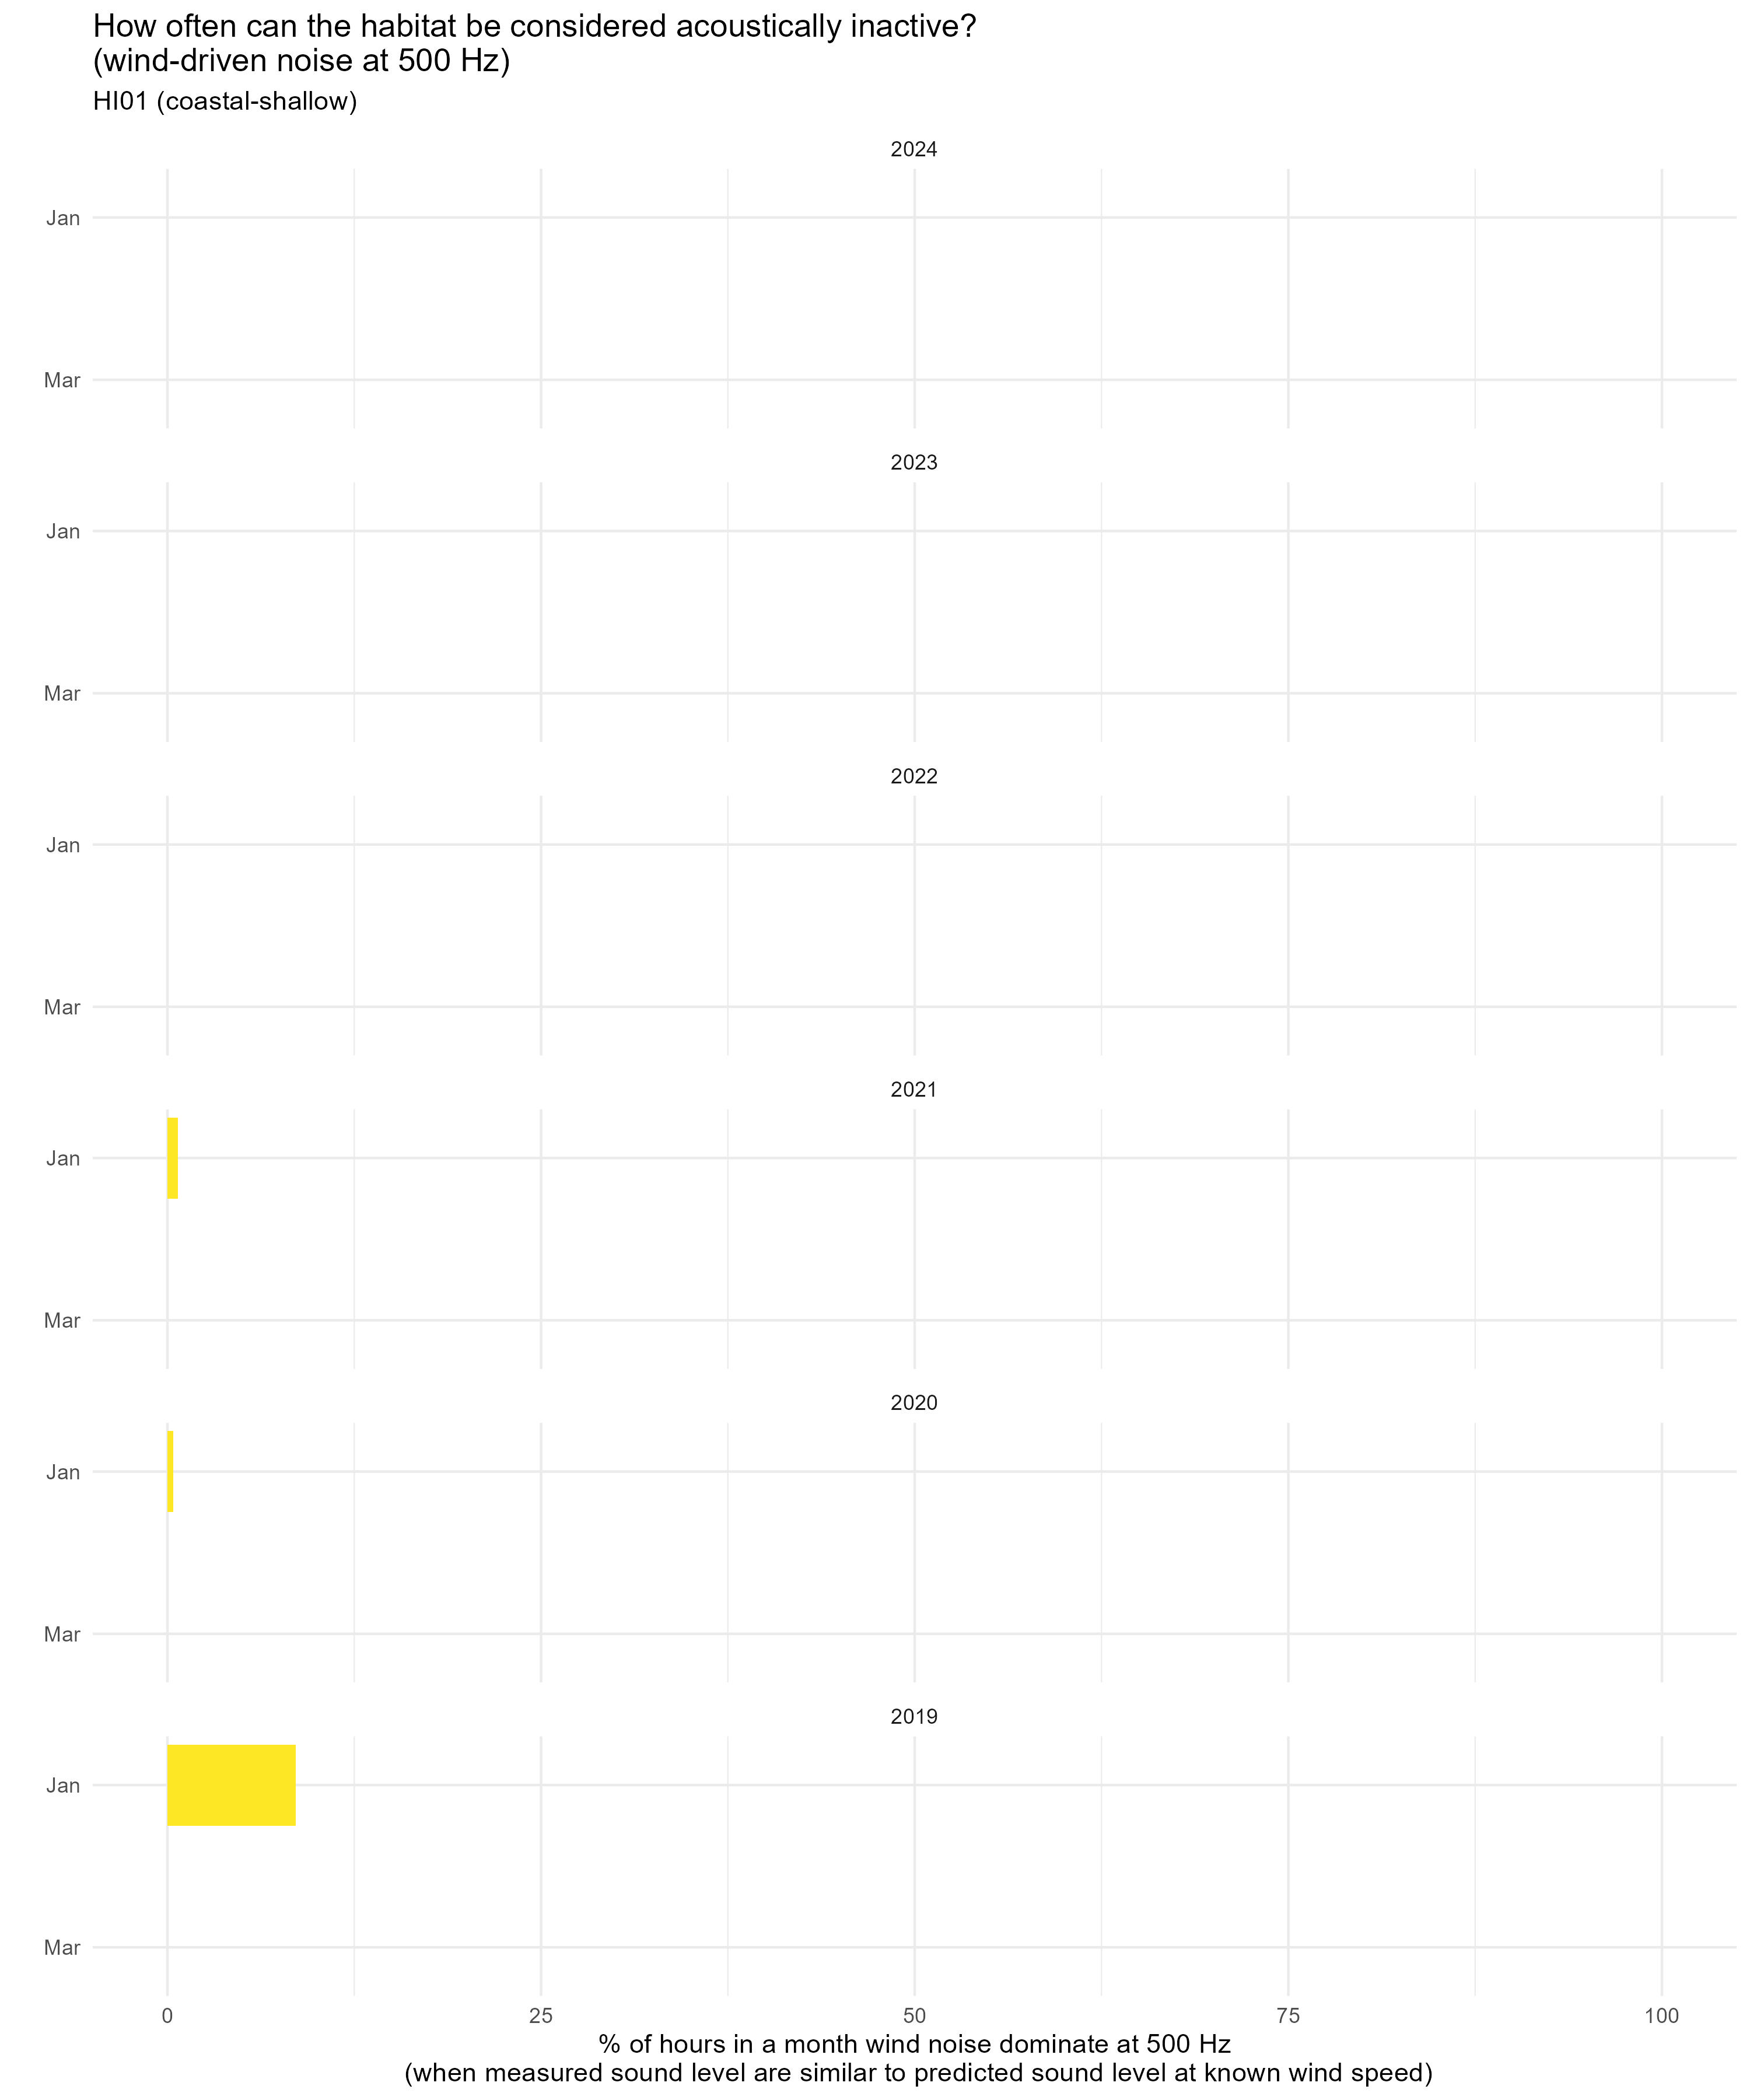 How often can the habitat be considered acoustically inactive?
(wind-driven noise at 500 Hz)
HI01 (coastal-shallow)
2024
Jan
Mar
2023
Jan
Mar
2022
Jan
Mar
2021
Jan
Mar
2020
Jan
Mar
2019
Jan
Mar
0 25 50 75 100
% of hours in a month wind noise dominate at 500 Hz
(when measured sound level are similar to predicted sound level at known wind speed)